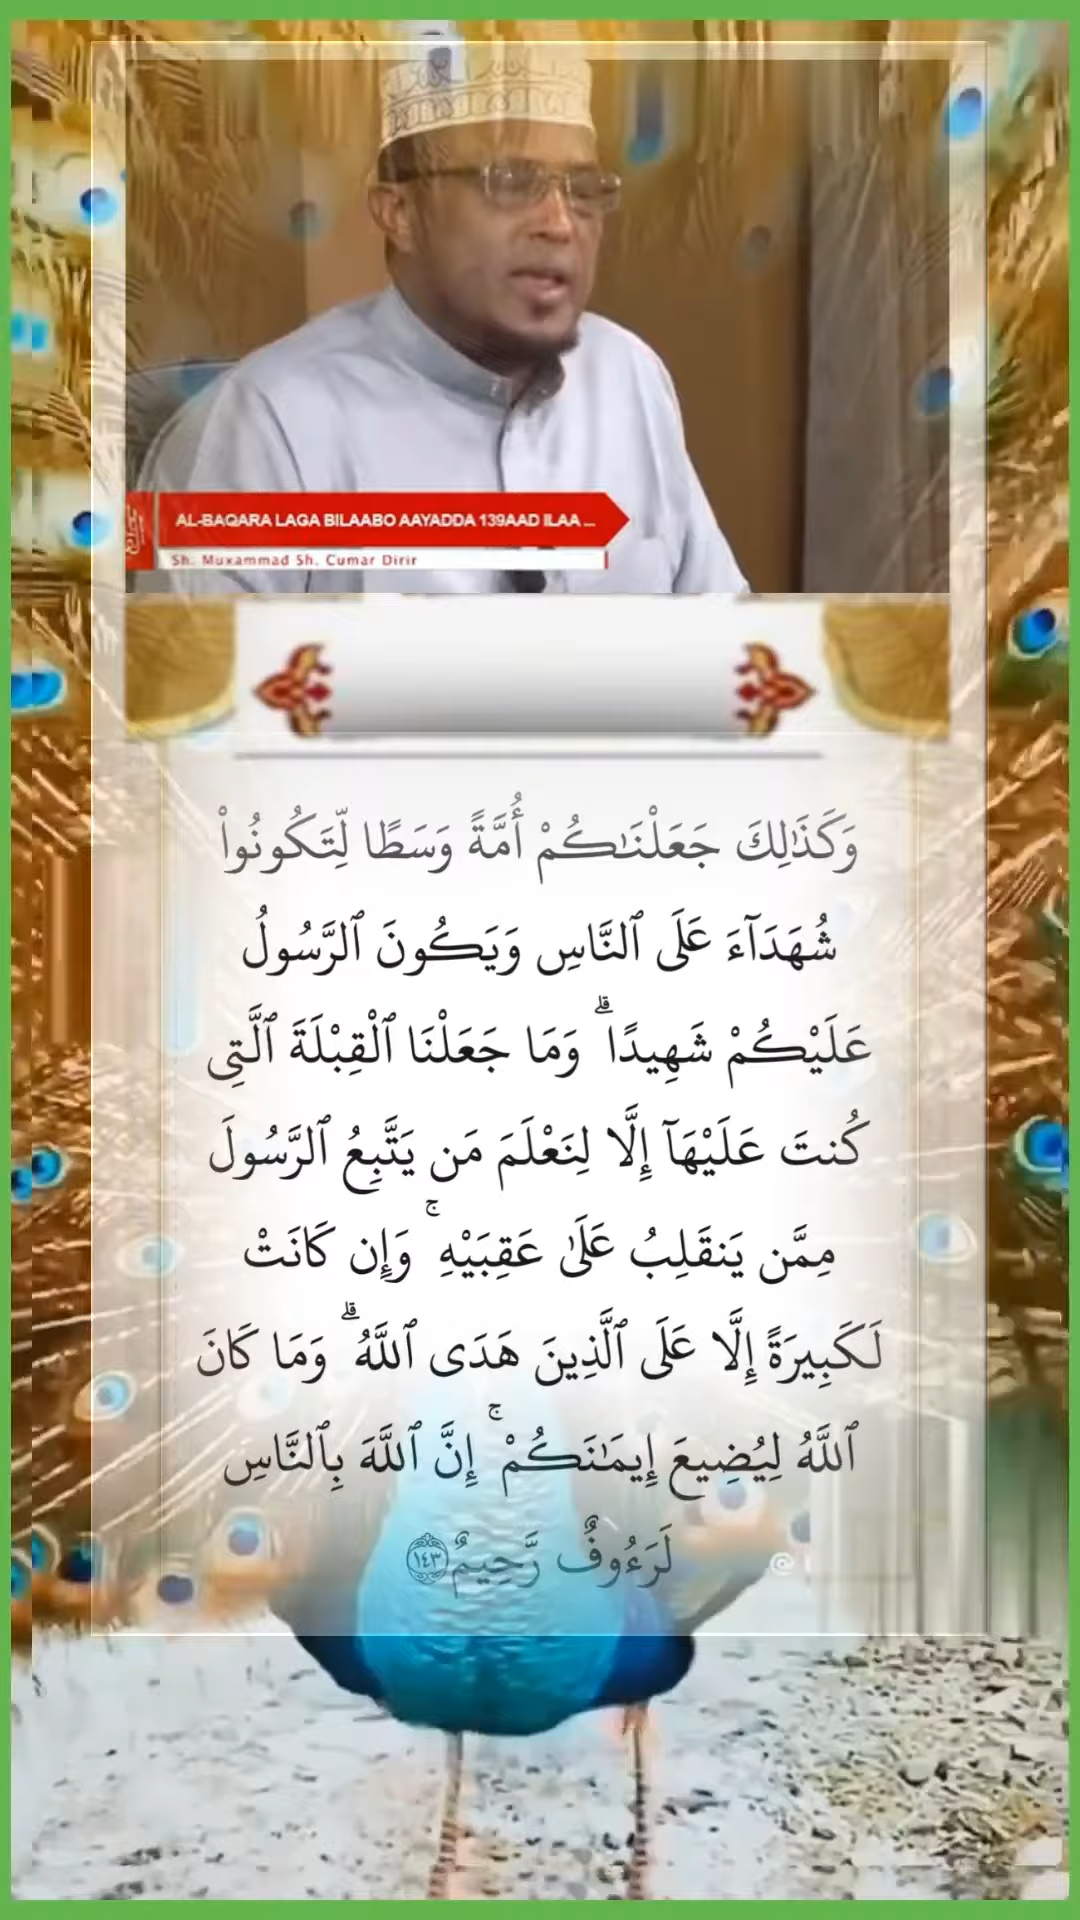 AL-BAQARA LAGA BILAABO AAYADDA 139AAD ILAA ...
Sh. Muxammad Sh. Cumar Dirir
وَكَذَٰلِكَ جَعَلْنَـٰكُمْ أُمَّةً وَسَطًا لِّتَكُونُوا۟
شُهَدَآءَ عَلَى ٱلنَّاسِ وَيَكُونَ ٱلرَّسُولُ
عَلَيْكُمْ شَهِيدًا ۗ وَمَا جَعَلْنَا ٱلْقِبْلَةَ ٱلَّتِى
كُنتَ عَلَيْهَآ إِلَّا لِنَعْلَمَ مَن يَتَّبِعُ ٱلرَّسُولَ
مِمَّن يَنقَلِبُ عَلَىٰ عَقِبَيْهِ ۚ وَإِن كَانَتْ
لَكَبِيرَةً إِلَّا عَلَى ٱلَّذِينَ هَدَى ٱللَّهُ ۗ وَمَا كَانَ
ٱللَّهُ لِيُضِيعَ إِيمَـٰنَكُمْ ۚ إِنَّ ٱللَّهَ بِٱلنَّاسِ
لَرَءُوفٌ رَّحِيمٌ ١٤٣